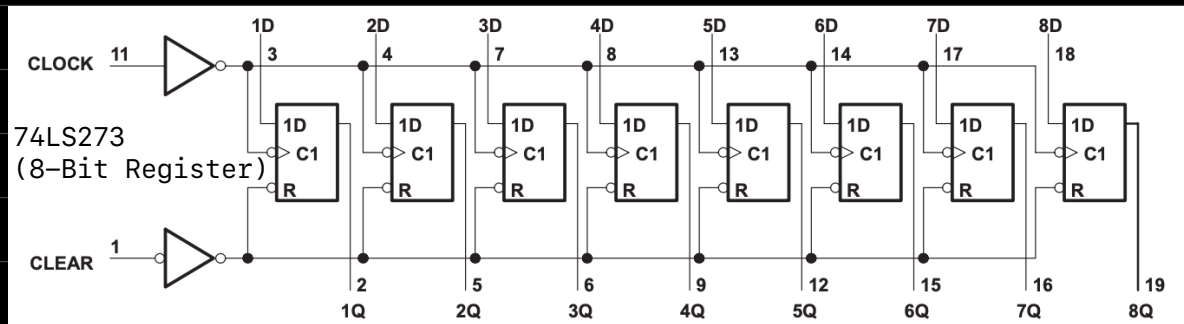 1D 2D 3D 4D 5D 6D 7D 8D
CLOCK 11 3 4 7 8 13 14 17 18
74LS273
(8-Bit Register)
1D 1D 1D 1D 1D 1D 1D 1D
C1 C1 C1 C1 C1 C1 C1 C1
R R R R R R R R
CLEAR 1
2 5 6 9 12 15 16 19
1Q 2Q 3Q 4Q 5Q 6Q 7Q 8Q